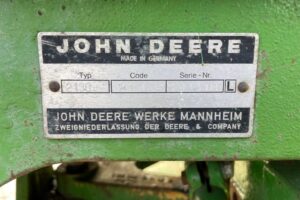 JOHN DEERE
MADE IN GERMANY
Typ Code Serie-Nr.
L
JOHN DEERE WERKE MANNHEIM
ZWEIGNIEDERLASSUNG DER DEERE & COMPANY